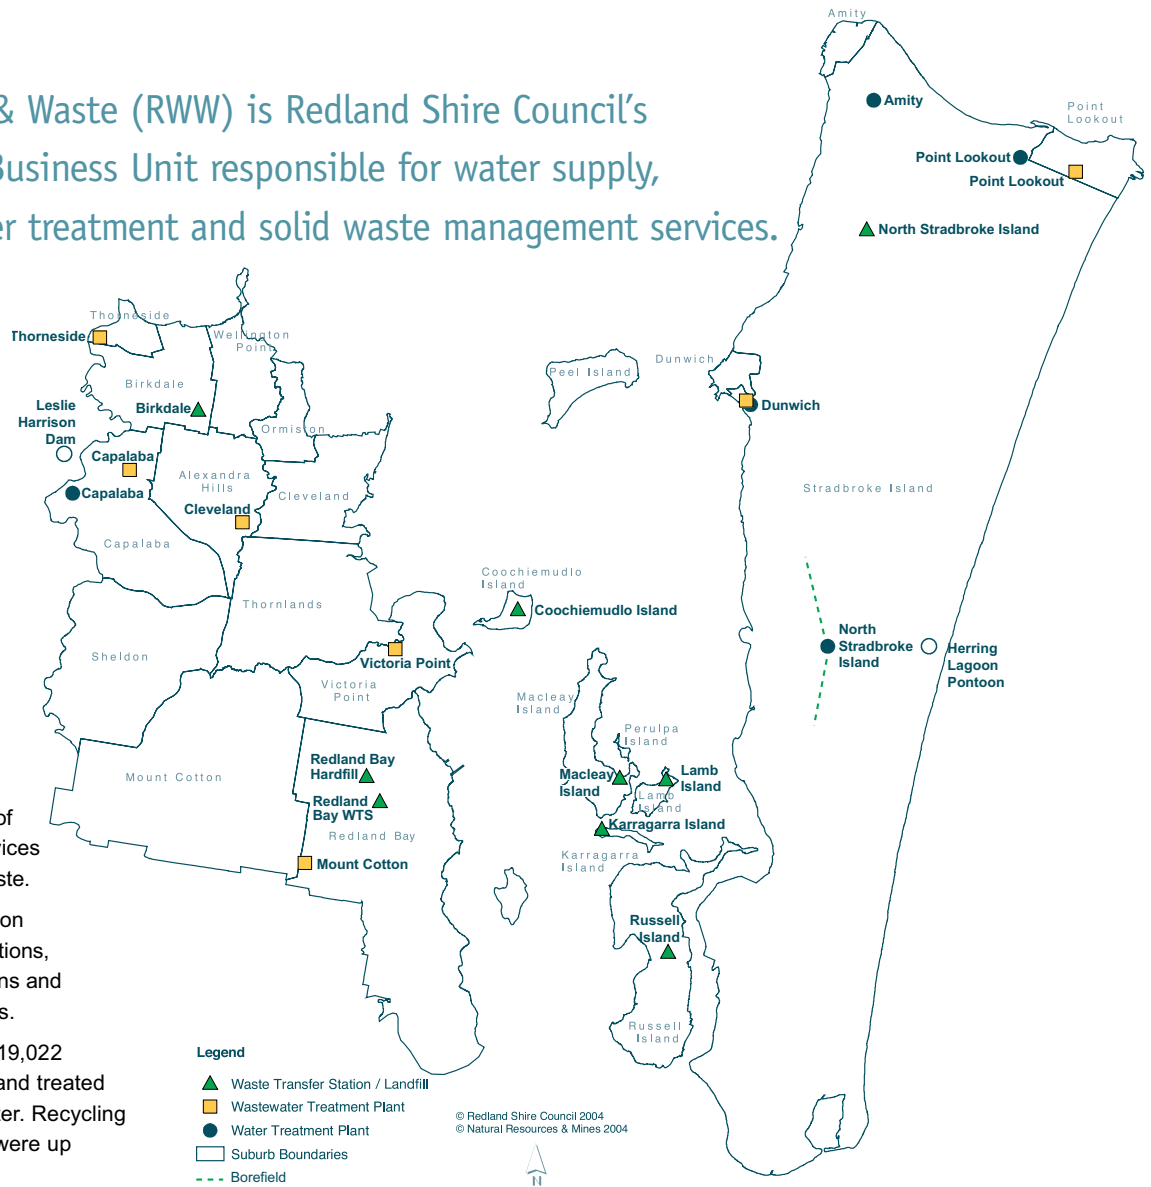 & Waste (RWW) is Redland Shire Council's
Business Unit responsible for water supply,
er treatment and solid waste management services.
Amity
Amity
Point
Lookout
Point Lookout
Point Lookout
North Stradbroke Island
Thorneside
Thorneside
Wellington
Point
Birkdale
Birkdale
Leslie
Harrison
Dam
Ormiston
Peel Island
Dunwich
Dunwich
Capalaba
Capalaba
Alexandra
Hills
Cleveland
Cleveland
Capalaba
Stradbroke Island
Coochiemudlo
Island
Coochiemudlo Island
Thornlands
Sheldon
Victoria Point
Victoria
Point
North
Stradbroke
Island
Herring
Lagoon
Pontoon
Macleay
Island
Perulpa
Island
Mount Cotton
Redland Bay
Hardfill
Redland
Bay WTS
Redland Bay
Macleay
Island
Lamb
Island
Lamb
Island
Karragarra Island
Karragarra
Island
Mount Cotton
Russell
Island
Russell
Island
of
vices
ste.
on
tions,
ns and
s.
19,022
and treated
ter. Recycling
were up
Legend
Waste Transfer Station / Landfill
Wastewater Treatment Plant
Water Treatment Plant
Suburb Boundaries
Borefield
© Redland Shire Council 2004
© Natural Resources & Mines 2004
N